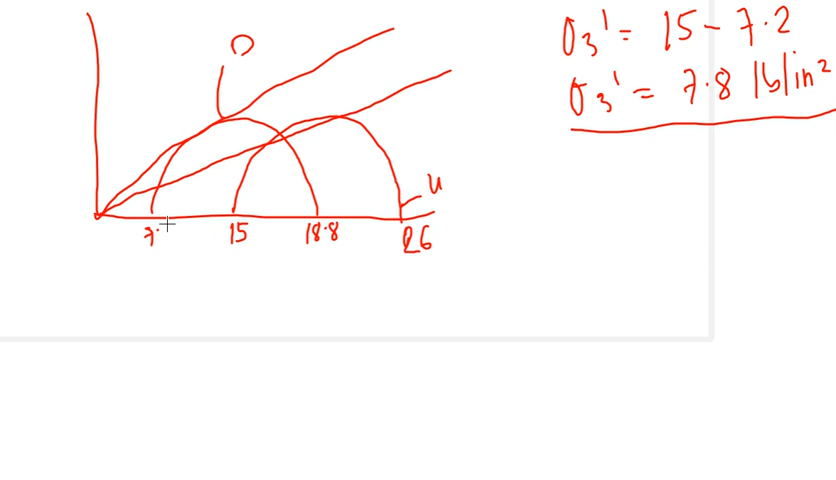 σ3' = 15 - 7.2
σ3' = 7.8 lb/in²
D
u
7. 15 18.8 26